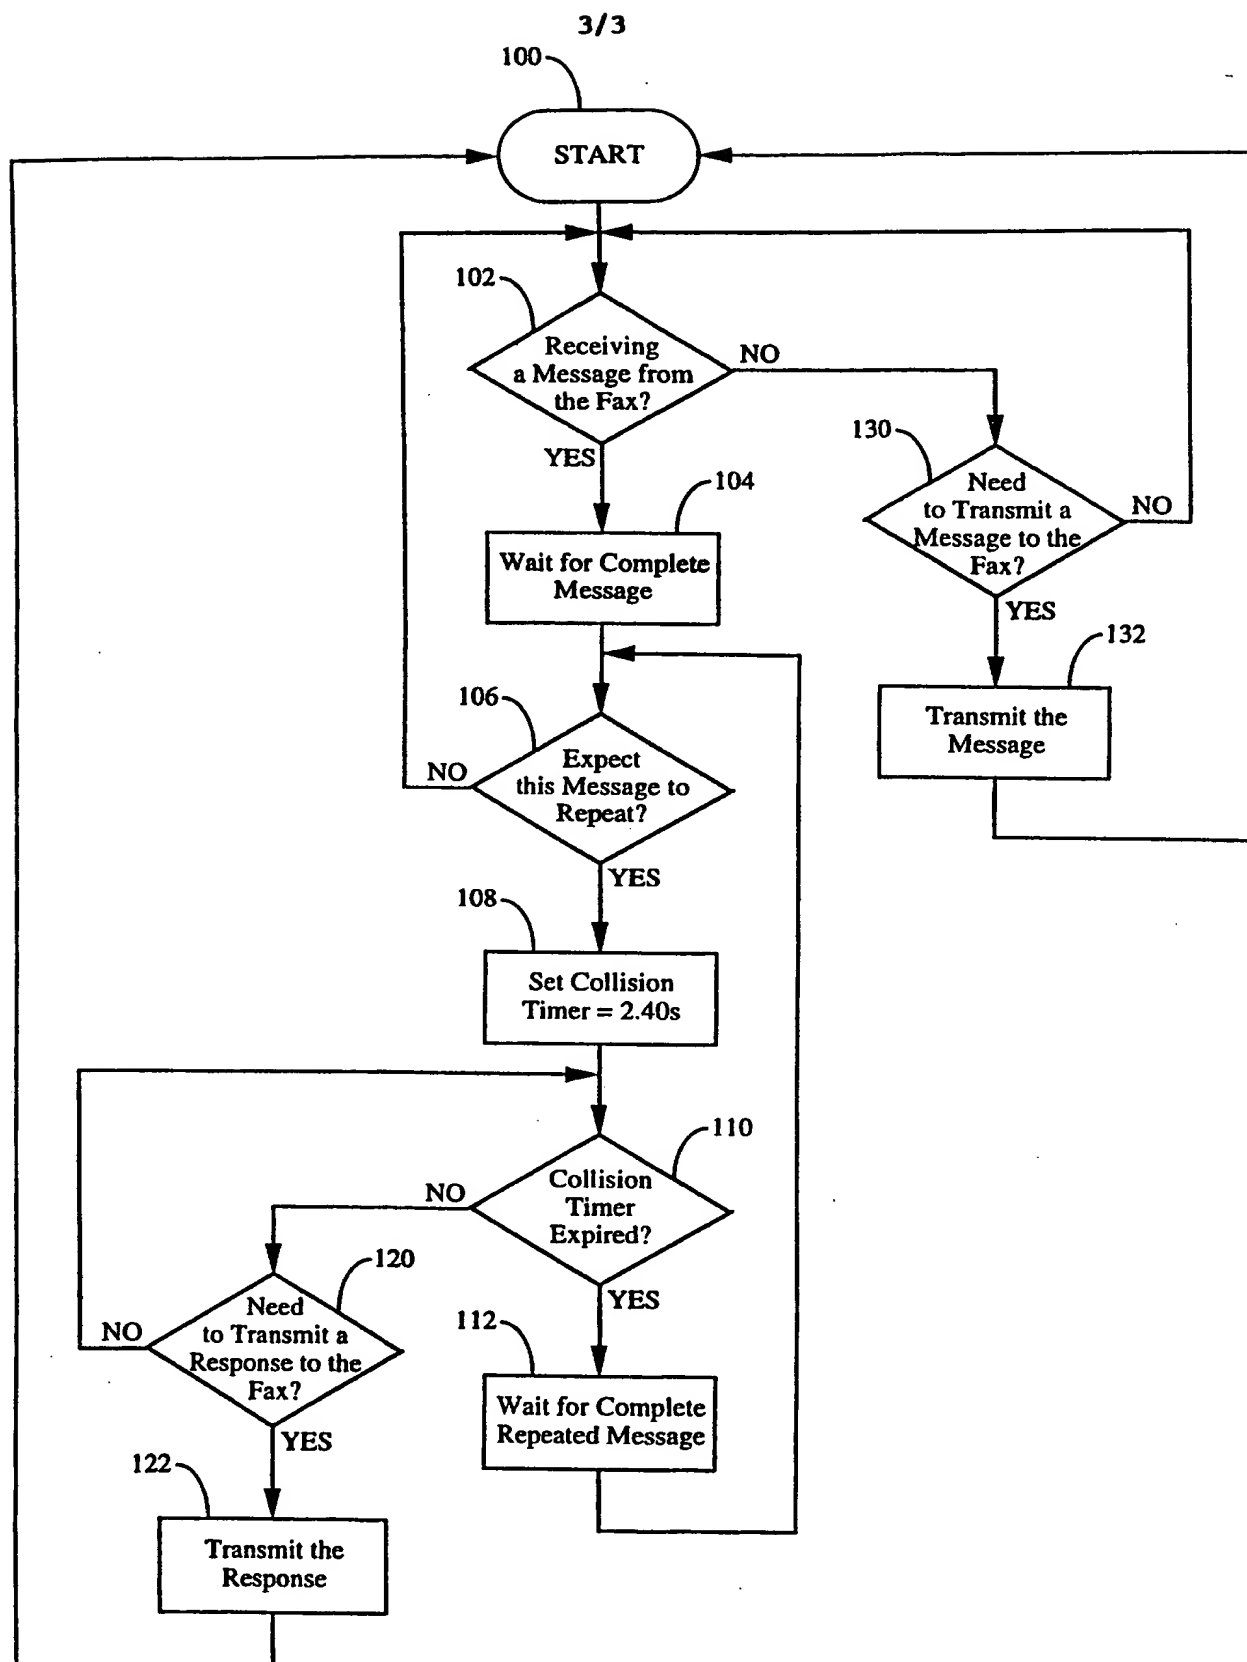 3/3
100
START
102
Receiving
a Message from
the Fax?
NO
YES
130
Need
to Transmit a
Message to the
Fax?
NO
YES
104
Wait for Complete
Message
132
Transmit the
Message
106
Expect
this Message to
Repeat?
NO
YES
108
Set Collision
Timer = 2.40s
110
Collision
Timer
Expired?
NO
YES
120
Need
to Transmit a
Response to the
Fax?
NO
YES
112
Wait for Complete
Repeated Message
122
Transmit the
Response